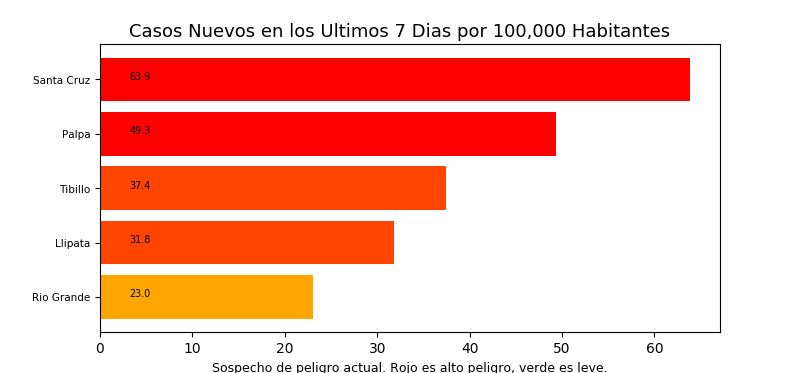 Casos Nuevos en los Ultimos 7 Dias por 100,000 Habitantes
Santa Cruz 63.9
Palpa 49.3
Tibillo 37.4
Llipata 31.8
Rio Grande 23.0
0 10 20 30 40 50 60
Sospecho de peligro actual. Rojo es alto peligro, verde es leve.